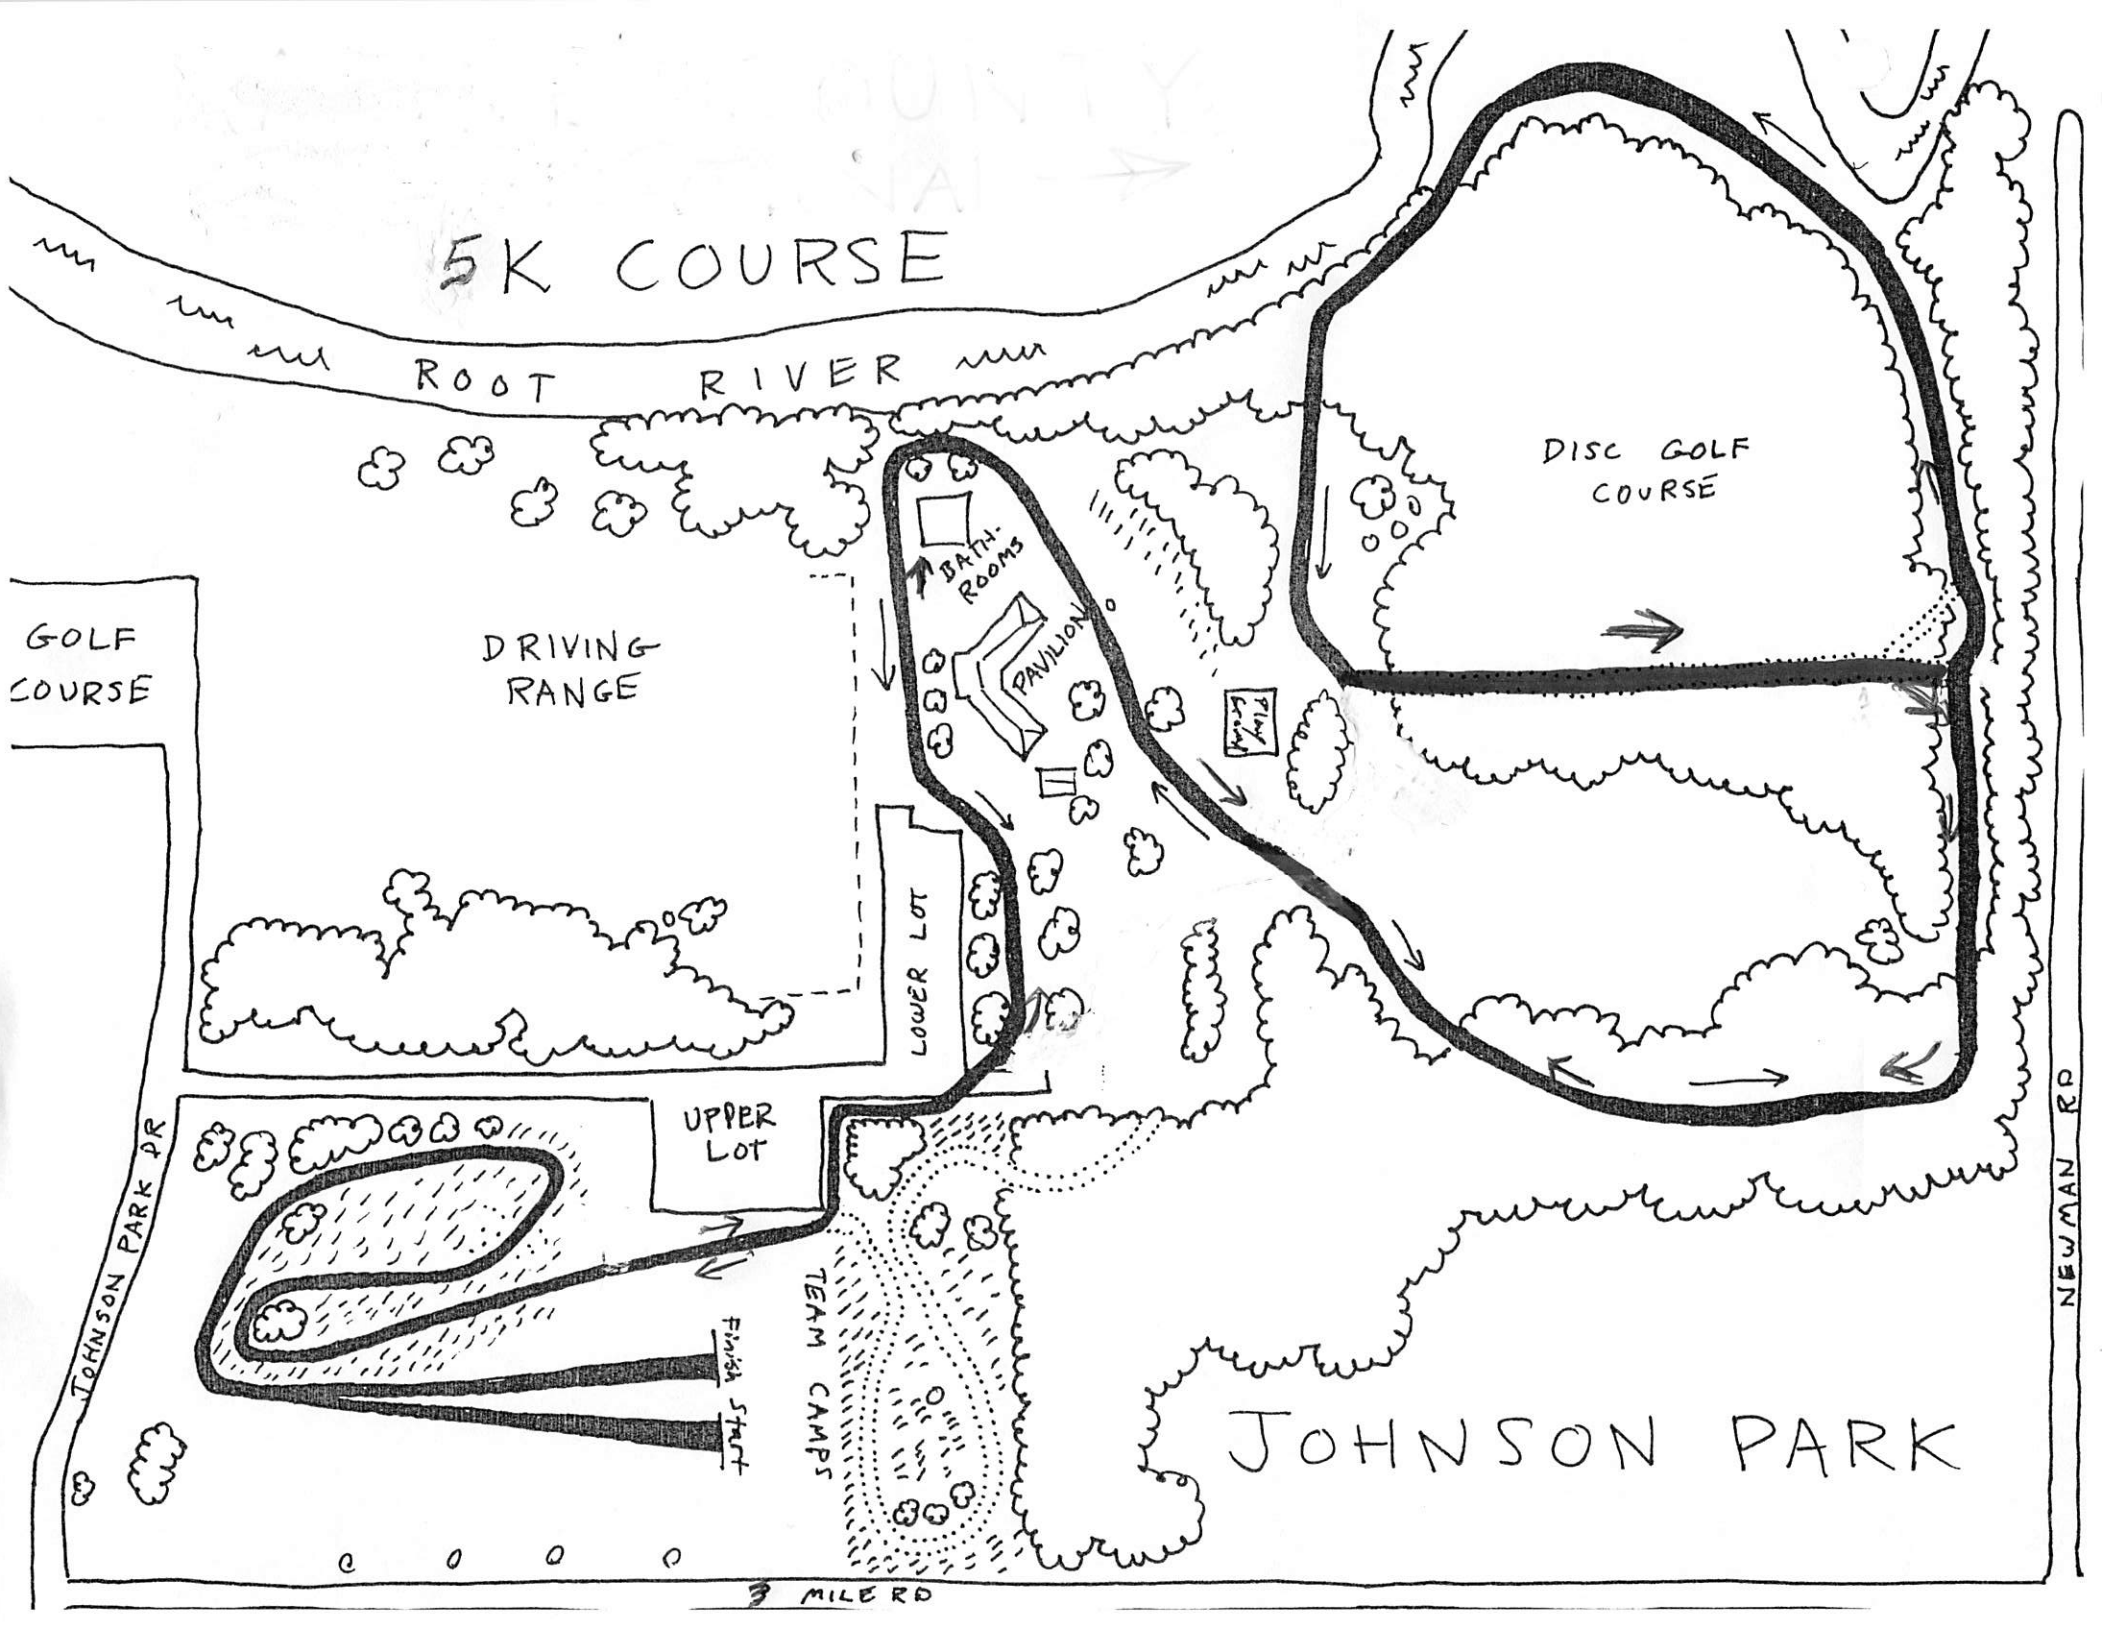 5K COURSE
ROOT RIVER
DISC GOLF
COURSE
BATH-
ROOMS
PAVILION
GOLF
COURSE
DRIVING
RANGE
LOWER LOT
UPPER
LOT
JOHNSON PARK DR
TEAM CAMPS
Finish
Start
NEWMAN RD
JOHNSON PARK
3 MILE RD